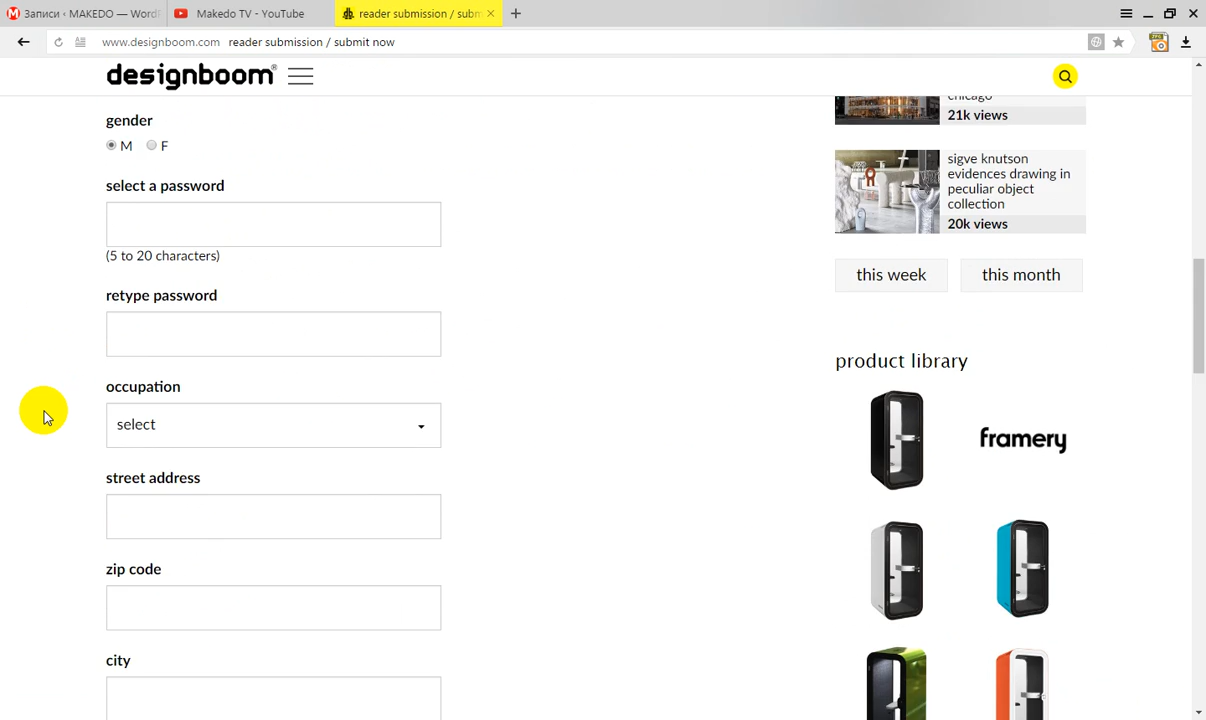 Записи ‹ MAKEDO — Word
Makedo TV - YouTube
reader submission / subm
www.designboom.com reader submission / submit now
designboom®
gender
M F
select a password
(5 to 20 characters)
retype password
occupation
select
street address
zip code
city
chicago
21k views
sigve knutson
evidences drawing in
peculiar object
collection
20k views
this week this month
product library
framery